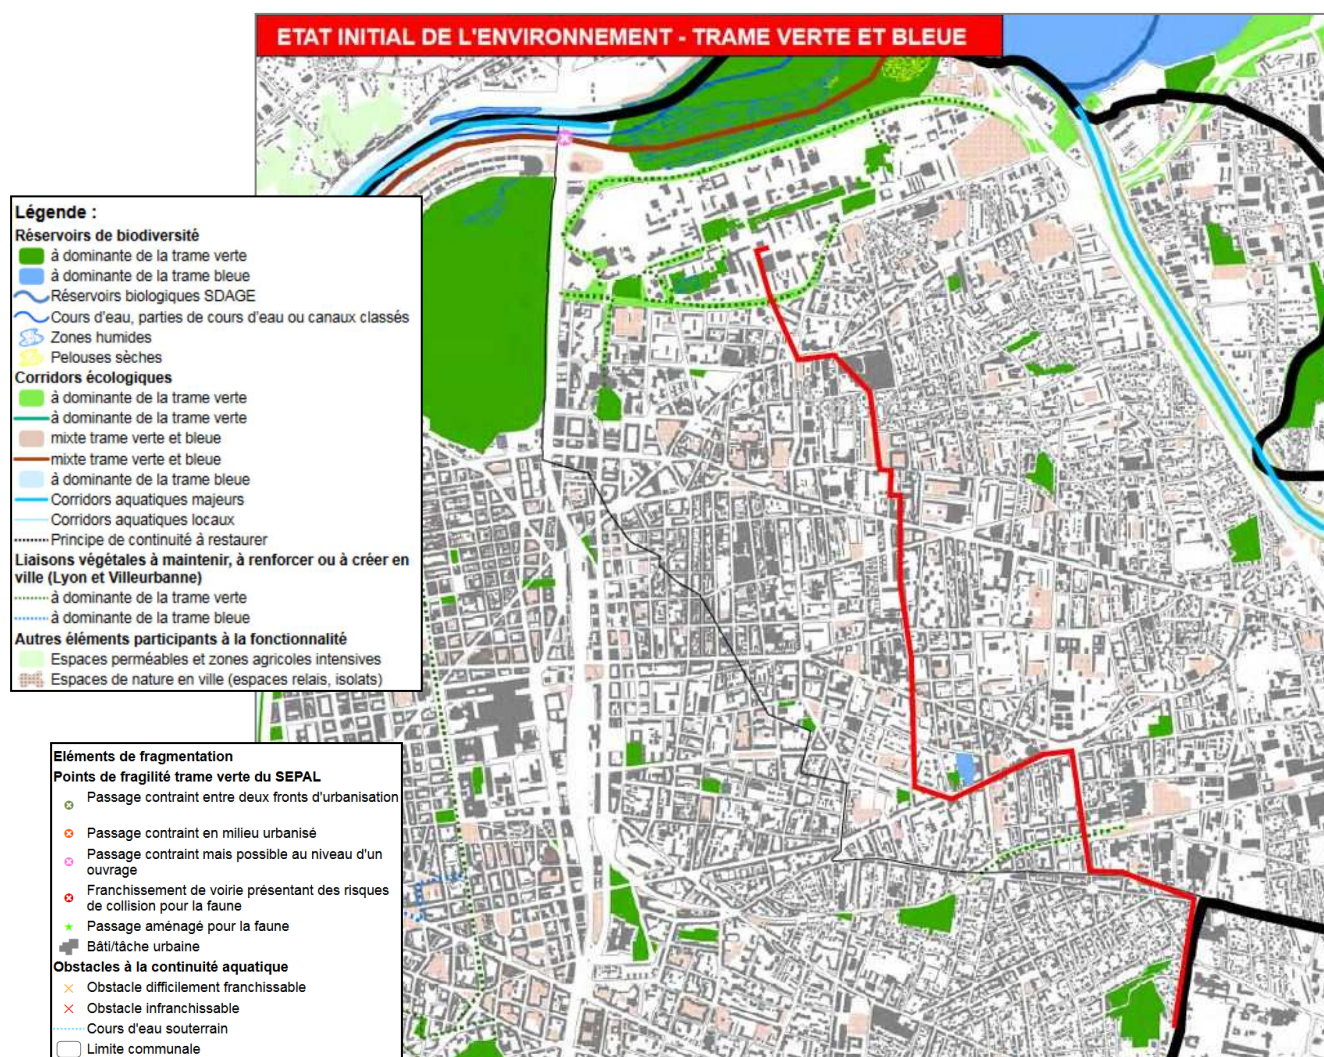 ETAT INITIAL DE L'ENVIRONNEMENT - TRAME VERTE ET BLEUE
Légende :
Réservoirs de biodiversité
à dominante de la trame verte
à dominante de la trame bleue
Réservoirs biologiques SDAGE
Cours d'eau, parties de cours d'eau ou canaux classés
Zones humides
Pelouses sèches
Corridors écologiques
à dominante de la trame verte
à dominante de la trame verte
mixte trame verte et bleue
mixte trame verte et bleue
à dominante de la trame bleue
Corridors aquatiques majeurs
Corridors aquatiques locaux
Principe de continuité à restaurer
Liaisons végétales à maintenir, à renforcer ou à créer en
ville (Lyon et Villeurbanne)
à dominante de la trame verte
à dominante de la trame bleue
Autres éléments participants à la fonctionnalité
Espaces perméables et zones agricoles intensives
Espaces de nature en ville (espaces relais, isolats)
Eléments de fragmentation
Points de fragilité trame verte du SEPAL
Passage contraint entre deux fronts d'urbanisation
Passage contraint en milieu urbanisé
Passage contraint mais possible au niveau d'un
ouvrage
Franchissement de voirie présentant des risques
de collision pour la faune
Passage aménagé pour la faune
Bâti/tâche urbaine
Obstacles à la continuité aquatique
Obstacle difficilement franchissable
Obstacle infranchissable
Cours d'eau souterrain
Limite communale